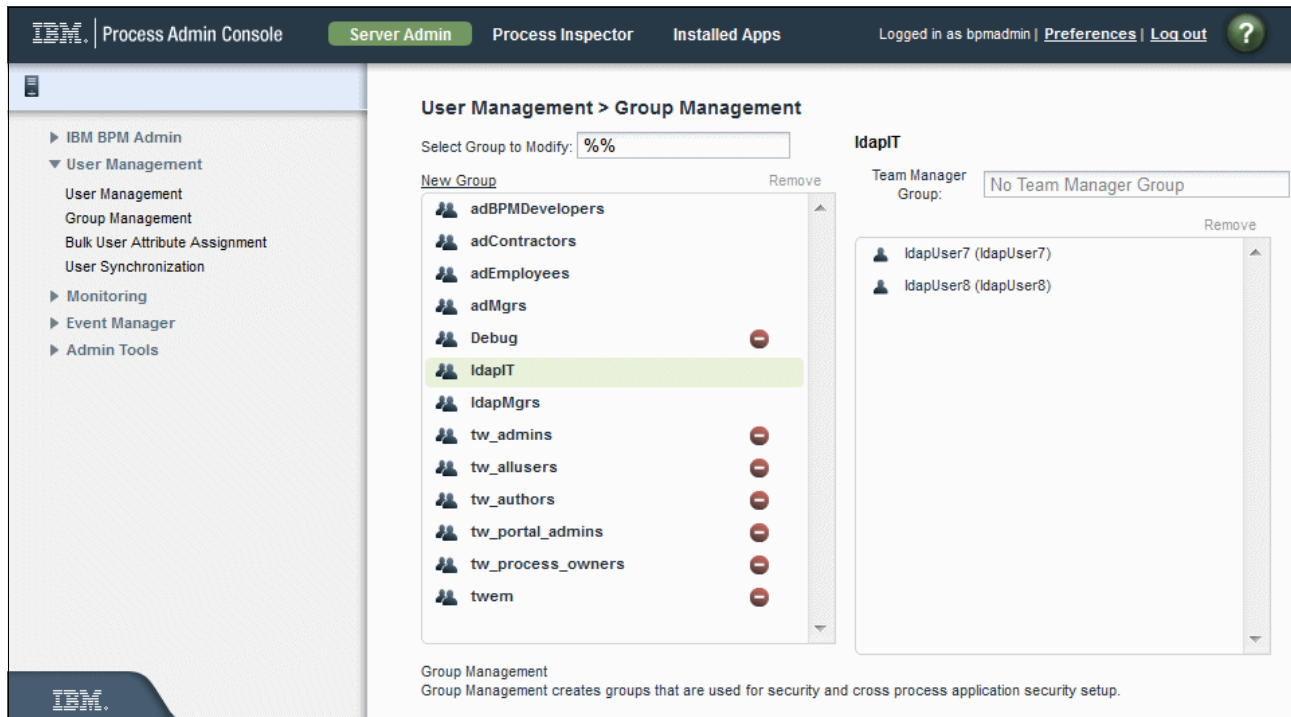 IBM. Process Admin Console
Server Admin Process Inspector Installed Apps
Logged in as bpmadmin | Preferences | Log out ?
IBM BPM Admin
User Management
User Management
Group Management
Bulk User Attribute Assignment
User Synchronization
Monitoring
Event Manager
Admin Tools
IBM.
User Management > Group Management
Select Group to Modify: %%
New Group Remove
adBPMDevelopers
adContractors
adEmployees
adMgrs
Debug
ldapIT
ldapMgrs
tw_admins
tw_allusers
tw_authors
tw_portal_admins
tw_process_owners
twem
ldapIT
Team Manager
Group: No Team Manager Group
Remove
ldapUser7 (ldapUser7)
ldapUser8 (ldapUser8)
Group Management
Group Management creates groups that are used for security and cross process application security setup.